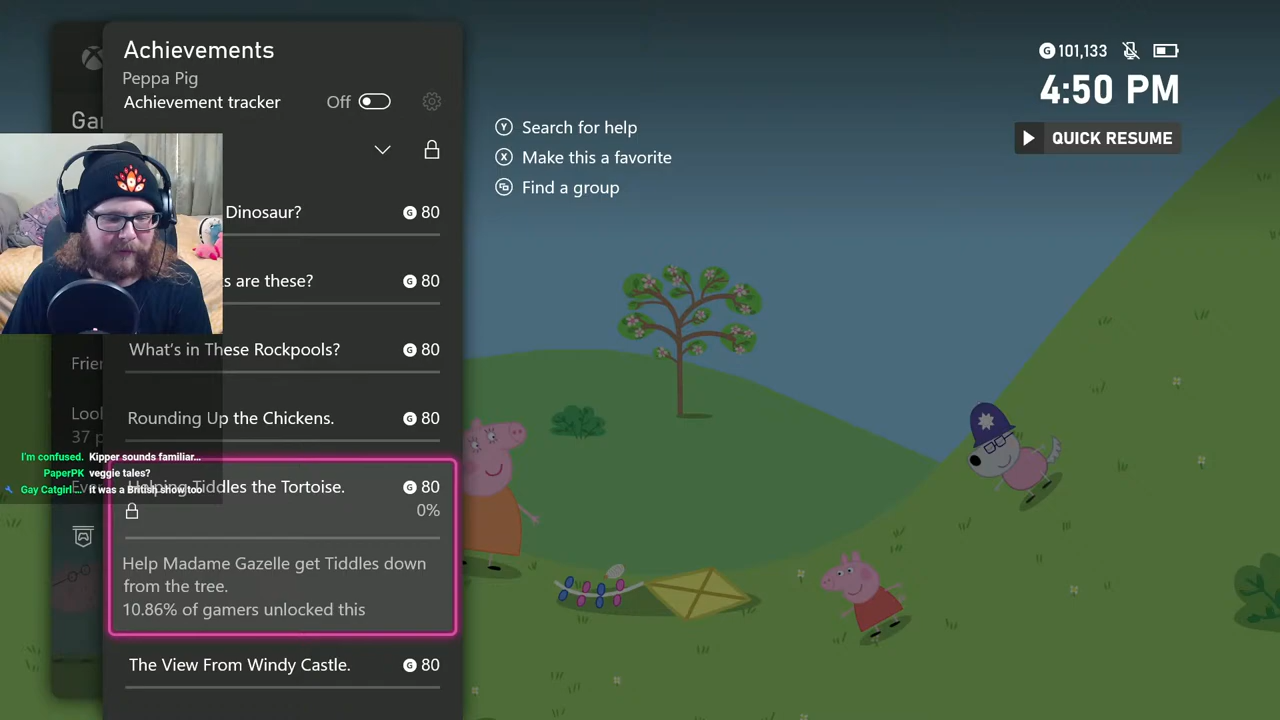 Achievements
Peppa Pig
Achievement tracker
Off
Gar
Dinosaur?
80
s are these?
80
What's in These Rockpools?
80
Frier
Rounding Up the Chickens.
80
Look
37 p
I'm confused. Kipper sounds familiar...
PaperPK veggie tales?
Gay Catgirl... it was a British show too
Helping Tiddles the Tortoise.
80
0%
Help Madame Gazelle get Tiddles down
from the tree.
10.86% of gamers unlocked this
The View From Windy Castle.
80
Y Search for help
X Make this a favorite
Find a group
G 101,133
4:50 PM
QUICK RESUME